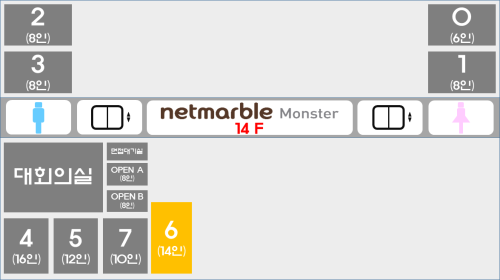 2
(8인)
0
(6인)
3
(8인)
1
(8인)
netmarble Monster
14 F
대회의실
면접대기실
OPEN A
(8인)
OPEN B
(8인)
4
(16인)
5
(12인)
7
(10인)
6
(14인)